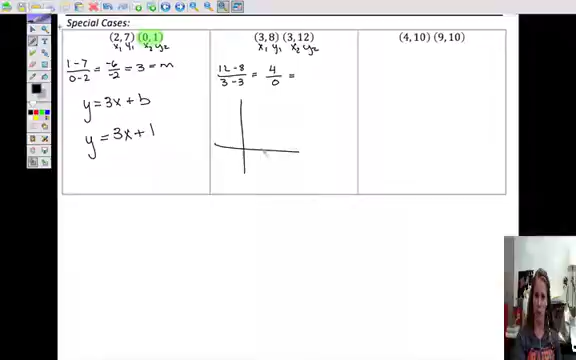 Special Cases:
(2, 7) (0, 1)
x₁ y₁ x₂ y₂
1-7/0-2 = -6/-2 = 3 = m
y = 3x + b
y = 3x + 1
(3, 8) (3, 12)
x₁ y₁ x₂ y₂
12-8/3-3 = 4/0 =
(4, 10) (9, 10)